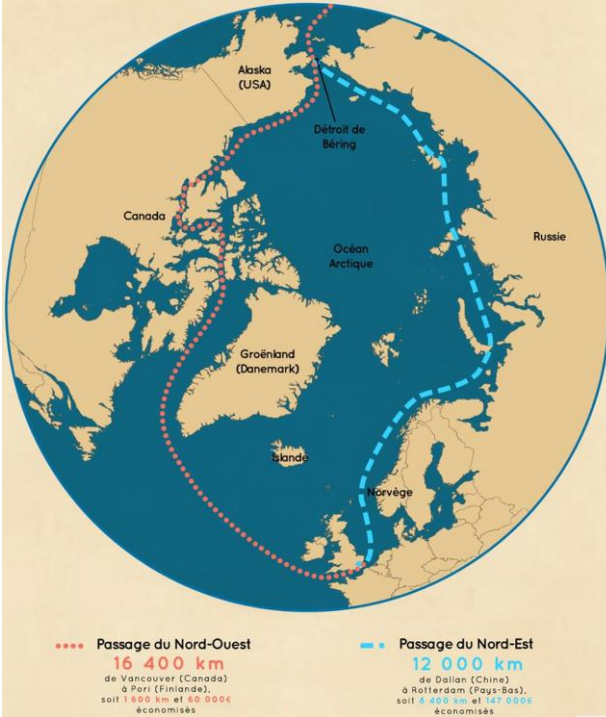 Alaska
(USA)
Détroit de
Béring
Canada
Russie
Océan
Arctique
Groënland
(Danemark)
Islande
Norvège
Passage du Nord-Ouest
16 400 km
de Vancouver (Canada)
à Pori (Finlande),
soit 1 600 km et 60 000€
économisés
Passage du Nord-Est
12 000 km
de Dalian (Chine)
à Rotterdam (Pays-Bas),
soit 8 400 km et 147 000€
économisés